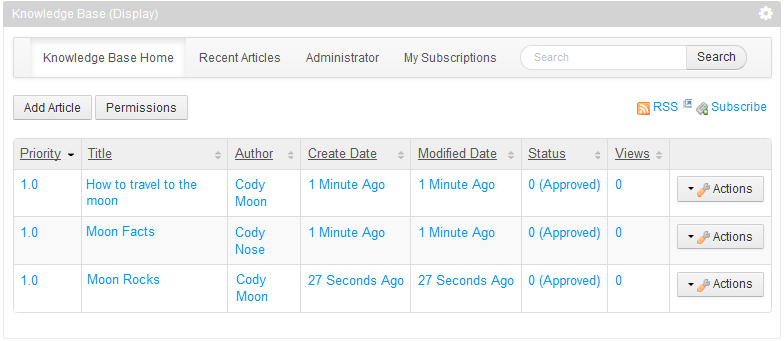 Knowledge Base (Display)
Knowledge Base Home Recent Articles Administrator My Subscriptions Search Search
Add Article Permissions RSS Subscribe
Priority Title Author Create Date Modified Date Status Views
1.0 How to travel to the moon Cody Moon 1 Minute Ago 1 Minute Ago 0 (Approved) 0 Actions
1.0 Moon Facts Cody Nose 1 Minute Ago 1 Minute Ago 0 (Approved) 0 Actions
1.0 Moon Rocks Cody Moon 27 Seconds Ago 27 Seconds Ago 0 (Approved) 0 Actions